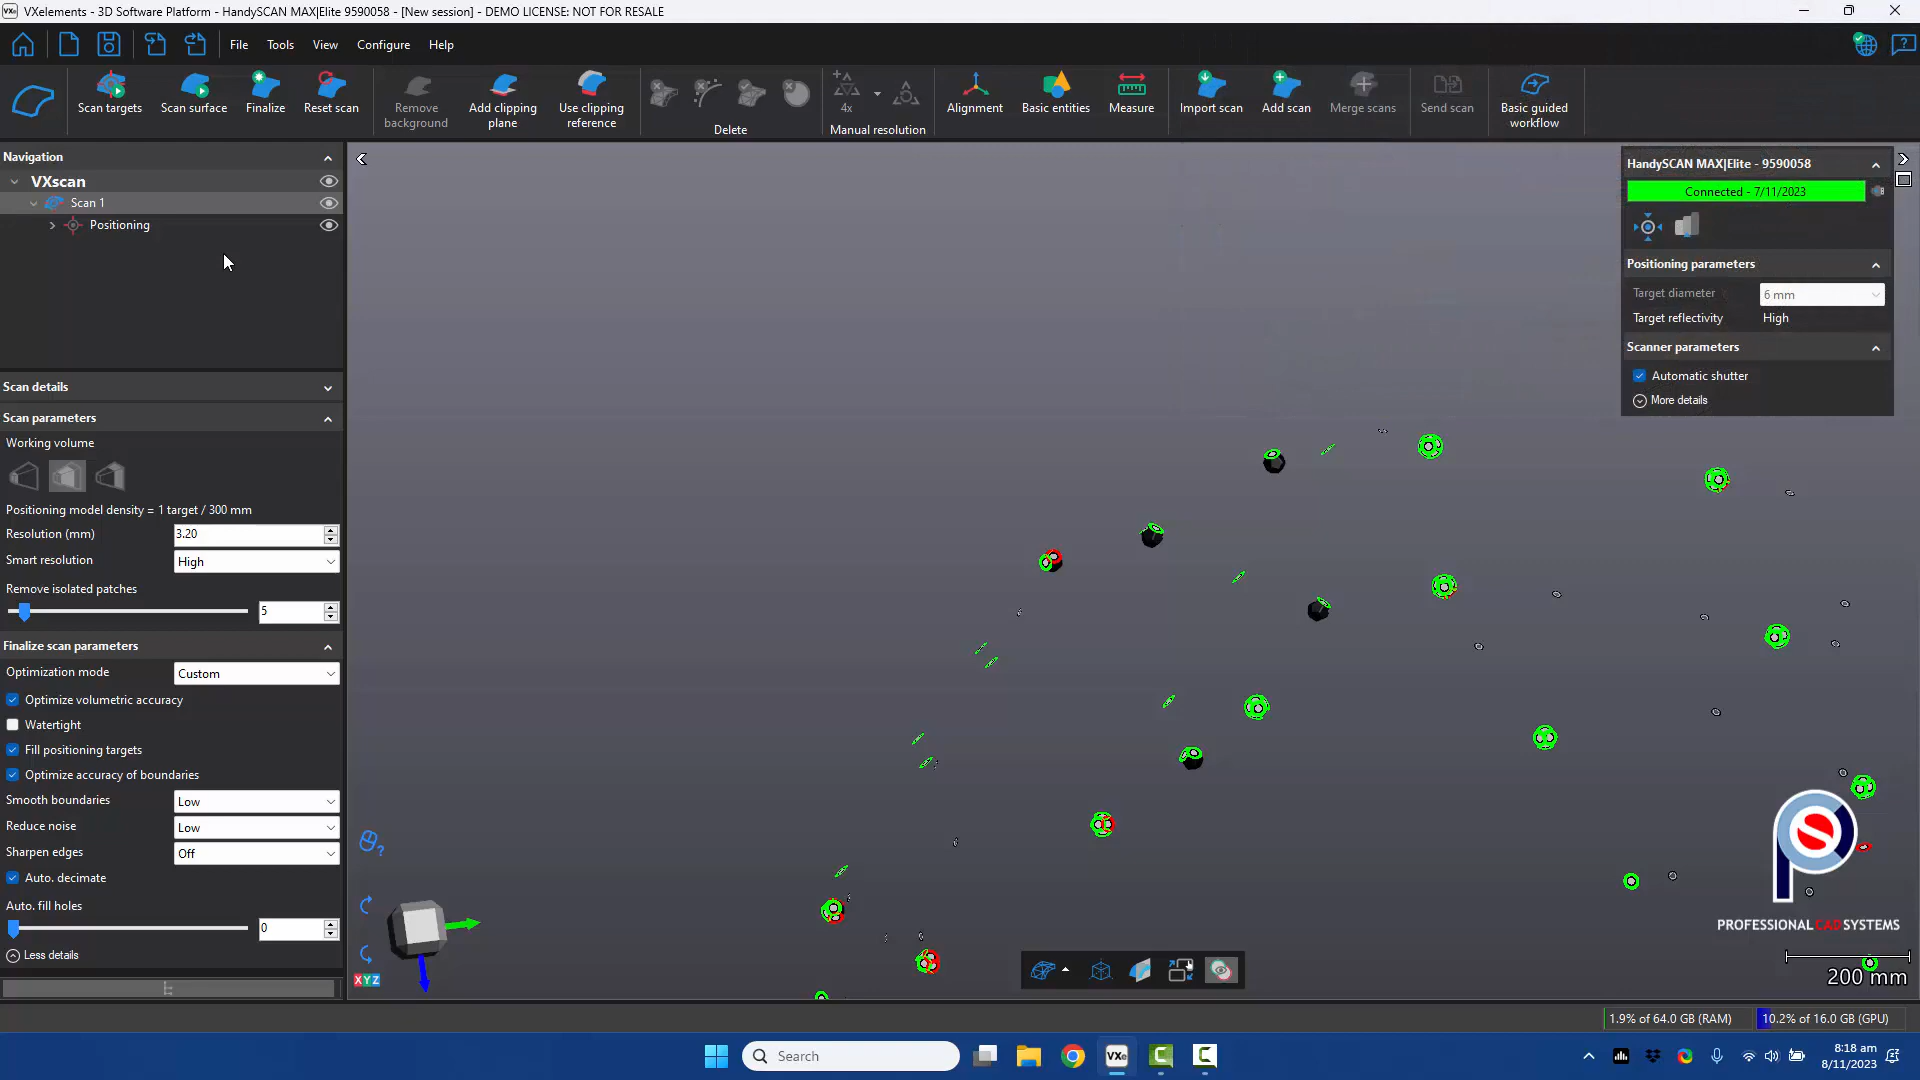 VXelements - 3D Software Platform - HandySCAN MAX|Elite 9590058 - [New session] - DEMO LICENSE: NOT FOR RESALE
File Tools View Configure Help
Scan targets Scan surface Finalize Reset scan Remove background Add clipping plane Use clipping reference Delete 4x Manual resolution Alignment Basic entities Measure Import scan Add scan Merge scans Send scan Basic guided workflow
Navigation
VXscan
Scan 1
Positioning
Scan details
Scan parameters
Working volume
Positioning model density = 1 target / 300 mm
Resolution (mm) 3.20
Smart resolution High
Remove isolated patches
5
Finalize scan parameters
Optimization mode Custom
Optimize volumetric accuracy
Watertight
Fill positioning targets
Optimize accuracy of boundaries
Smooth boundaries Low
Reduce noise Low
Sharpen edges Off
Auto. decimate
Auto. fill holes
0
Less details
XYZ
HandySCAN MAX|Elite - 9590058
Connected - 7/11/2023
Positioning parameters
Target diameter 6 mm
Target reflectivity High
Scanner parameters
Automatic shutter
More details
PROFESSIONALCADSYSTEMS
200 mm
1.9% of 64.0 GB (RAM) 10.2% of 16.0 GB (GPU)
Search
VXe
8:18 am
8/11/2023